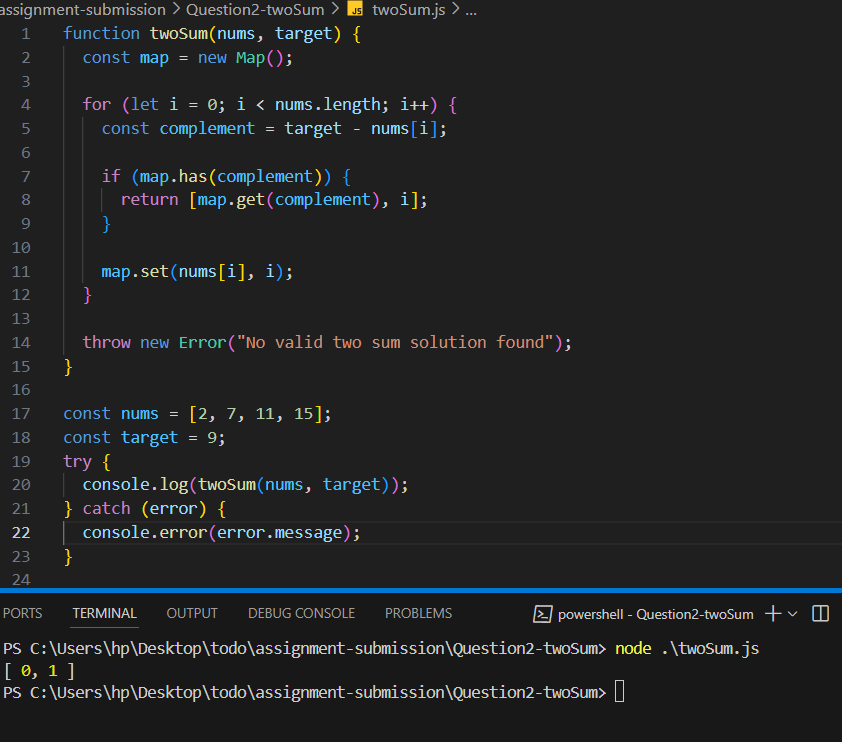 assignment-submission > Question2-twoSum > JS twoSum.js > ...
1 function twoSum(nums, target) {
2   const map = new Map();
3
4   for (let i = 0; i < nums.length; i++) {
5     const complement = target - nums[i];
6
7     if (map.has(complement)) {
8       return [map.get(complement), i];
9     }
10
11     map.set(nums[i], i);
12   }
13
14   throw new Error("No valid two sum solution found");
15 }
16
17 const nums = [2, 7, 11, 15];
18 const target = 9;
19 try {
20   console.log(twoSum(nums, target));
21 } catch (error) {
22   console.error(error.message);
23 }
24
PORTS TERMINAL OUTPUT DEBUG CONSOLE PROBLEMS powershell - Question2-twoSum
PS C:\Users\hp\Desktop\todo\assignment-submission\Question2-twoSum> node .\twoSum.js
[ 0, 1 ]
PS C:\Users\hp\Desktop\todo\assignment-submission\Question2-twoSum>